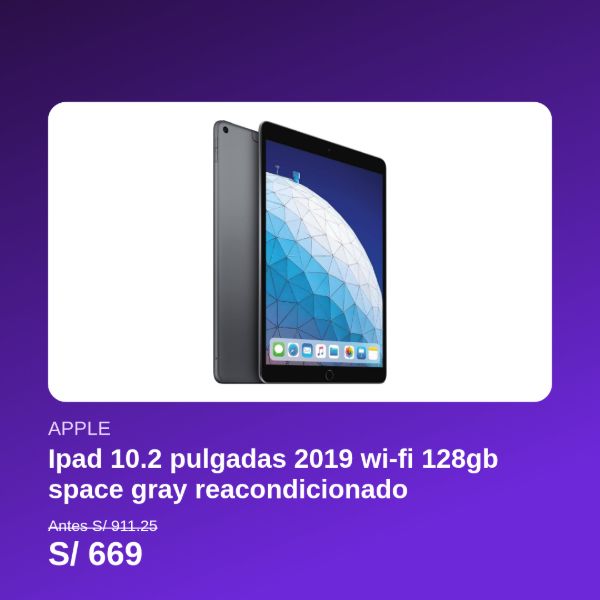 APPLE
Ipad 10.2 pulgadas 2019 wi-fi 128gb
space gray reacondicionado
Antes S/ 911.25
S/ 669